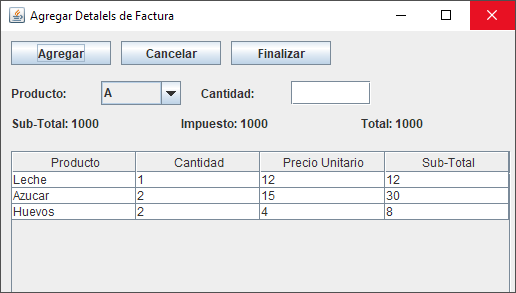 Agregar Detalels de Factura
Agregar Cancelar Finalizar
Producto: A Cantidad:
Sub-Total: 1000 Impuesto: 1000 Total: 1000
Producto Cantidad Precio Unitario Sub-Total
Leche 1 12 12
Azucar 2 15 30
Huevos 2 4 8